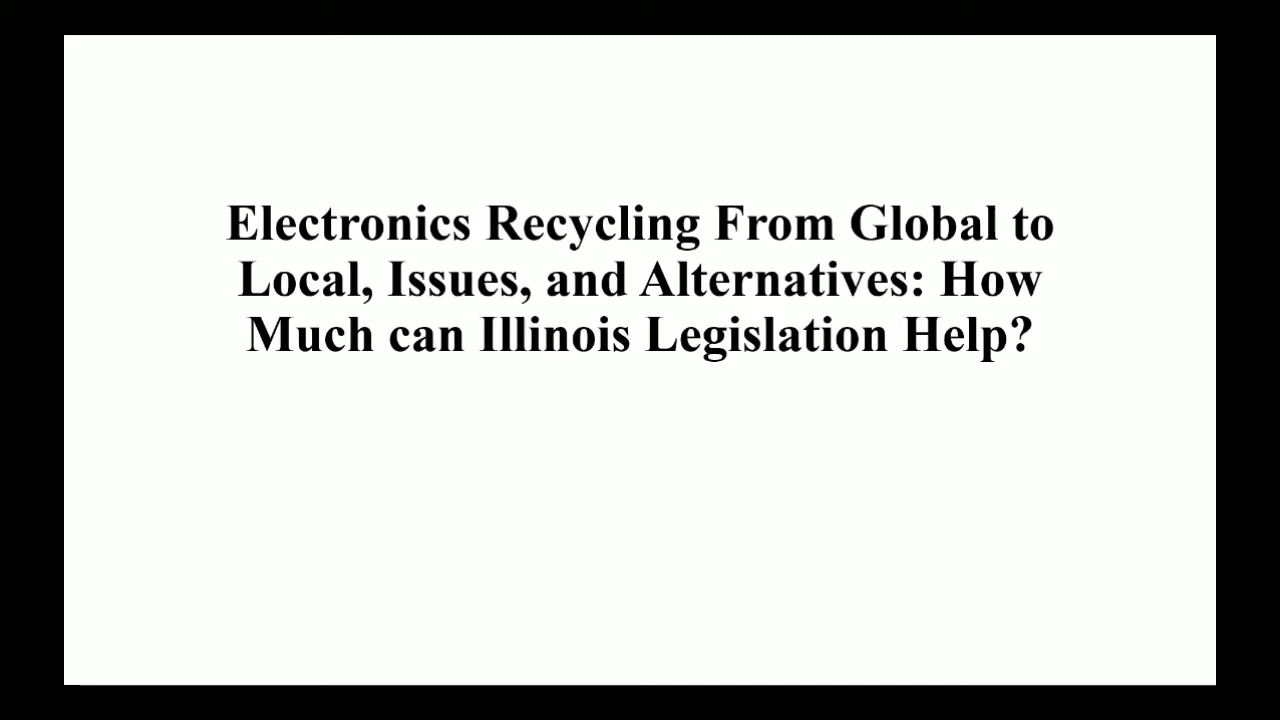 Electronics Recycling From Global to
Local, Issues, and Alternatives: How
Much can Illinois Legislation Help?